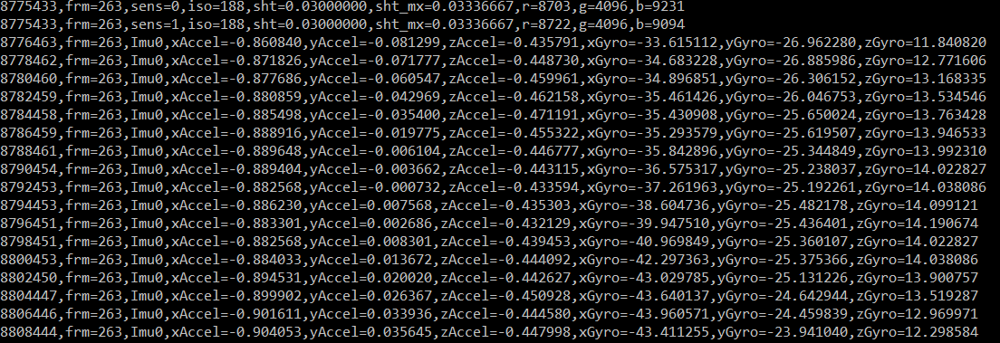 8775433,frm=263,sens=0,iso=188,sht=0.03000000,sht_mx=0.03336667,r=8703,g=4096,b=9231
8775433,frm=263,sens=1,iso=188,sht=0.03000000,sht_mx=0.03336667,r=8722,g=4096,b=9094
8776463,frm=263,Imu0,xAccel=-0.860840,yAccel=-0.081299,zAccel=-0.435791,xGyro=-33.615112,yGyro=-26.962280,zGyro=11.840820
8778462,frm=263,Imu0,xAccel=-0.871826,yAccel=-0.071777,zAccel=-0.448730,xGyro=-34.683228,yGyro=-26.885986,zGyro=12.771606
8780460,frm=263,Imu0,xAccel=-0.877686,yAccel=-0.060547,zAccel=-0.459961,xGyro=-34.896851,yGyro=-26.306152,zGyro=13.168335
8782459,frm=263,Imu0,xAccel=-0.880859,yAccel=-0.042969,zAccel=-0.462158,xGyro=-35.461426,yGyro=-26.046753,zGyro=13.534546
8784458,frm=263,Imu0,xAccel=-0.885498,yAccel=-0.035400,zAccel=-0.471191,xGyro=-35.430908,yGyro=-25.650024,zGyro=13.763428
8786459,frm=263,Imu0,xAccel=-0.888916,yAccel=-0.019775,zAccel=-0.455322,xGyro=-35.293579,yGyro=-25.619507,zGyro=13.946533
8788461,frm=263,Imu0,xAccel=-0.889648,yAccel=-0.006104,zAccel=-0.446777,xGyro=-35.842896,yGyro=-25.344849,zGyro=13.992310
8790454,frm=263,Imu0,xAccel=-0.889404,yAccel=-0.003662,zAccel=-0.443115,xGyro=-36.575317,yGyro=-25.238037,zGyro=14.022827
8792453,frm=263,Imu0,xAccel=-0.882568,yAccel=-0.000732,zAccel=-0.433594,xGyro=-37.261963,yGyro=-25.192261,zGyro=14.038086
8794453,frm=263,Imu0,xAccel=-0.886230,yAccel=0.007568,zAccel=-0.435303,xGyro=-38.604736,yGyro=-25.482178,zGyro=14.099121
8796451,frm=263,Imu0,xAccel=-0.883301,yAccel=0.002686,zAccel=-0.432129,xGyro=-39.947510,yGyro=-25.436401,zGyro=14.190674
8798451,frm=263,Imu0,xAccel=-0.882568,yAccel=0.008301,zAccel=-0.439453,xGyro=-40.969849,yGyro=-25.360107,zGyro=14.022827
8800453,frm=263,Imu0,xAccel=-0.884033,yAccel=0.013672,zAccel=-0.444092,xGyro=-42.297363,yGyro=-25.375366,zGyro=14.038086
8802450,frm=263,Imu0,xAccel=-0.894531,yAccel=0.020020,zAccel=-0.442627,xGyro=-43.029785,yGyro=-25.131226,zGyro=13.900757
8804447,frm=263,Imu0,xAccel=-0.899902,yAccel=0.026367,zAccel=-0.450928,xGyro=-43.640137,yGyro=-24.642944,zGyro=13.519287
8806446,frm=263,Imu0,xAccel=-0.901611,yAccel=0.033936,zAccel=-0.444580,xGyro=-43.960571,yGyro=-24.459839,zGyro=12.969971
8808444,frm=263,Imu0,xAccel=-0.904053,yAccel=0.035645,zAccel=-0.447998,xGyro=-43.411255,yGyro=-23.941040,zGyro=12.298584